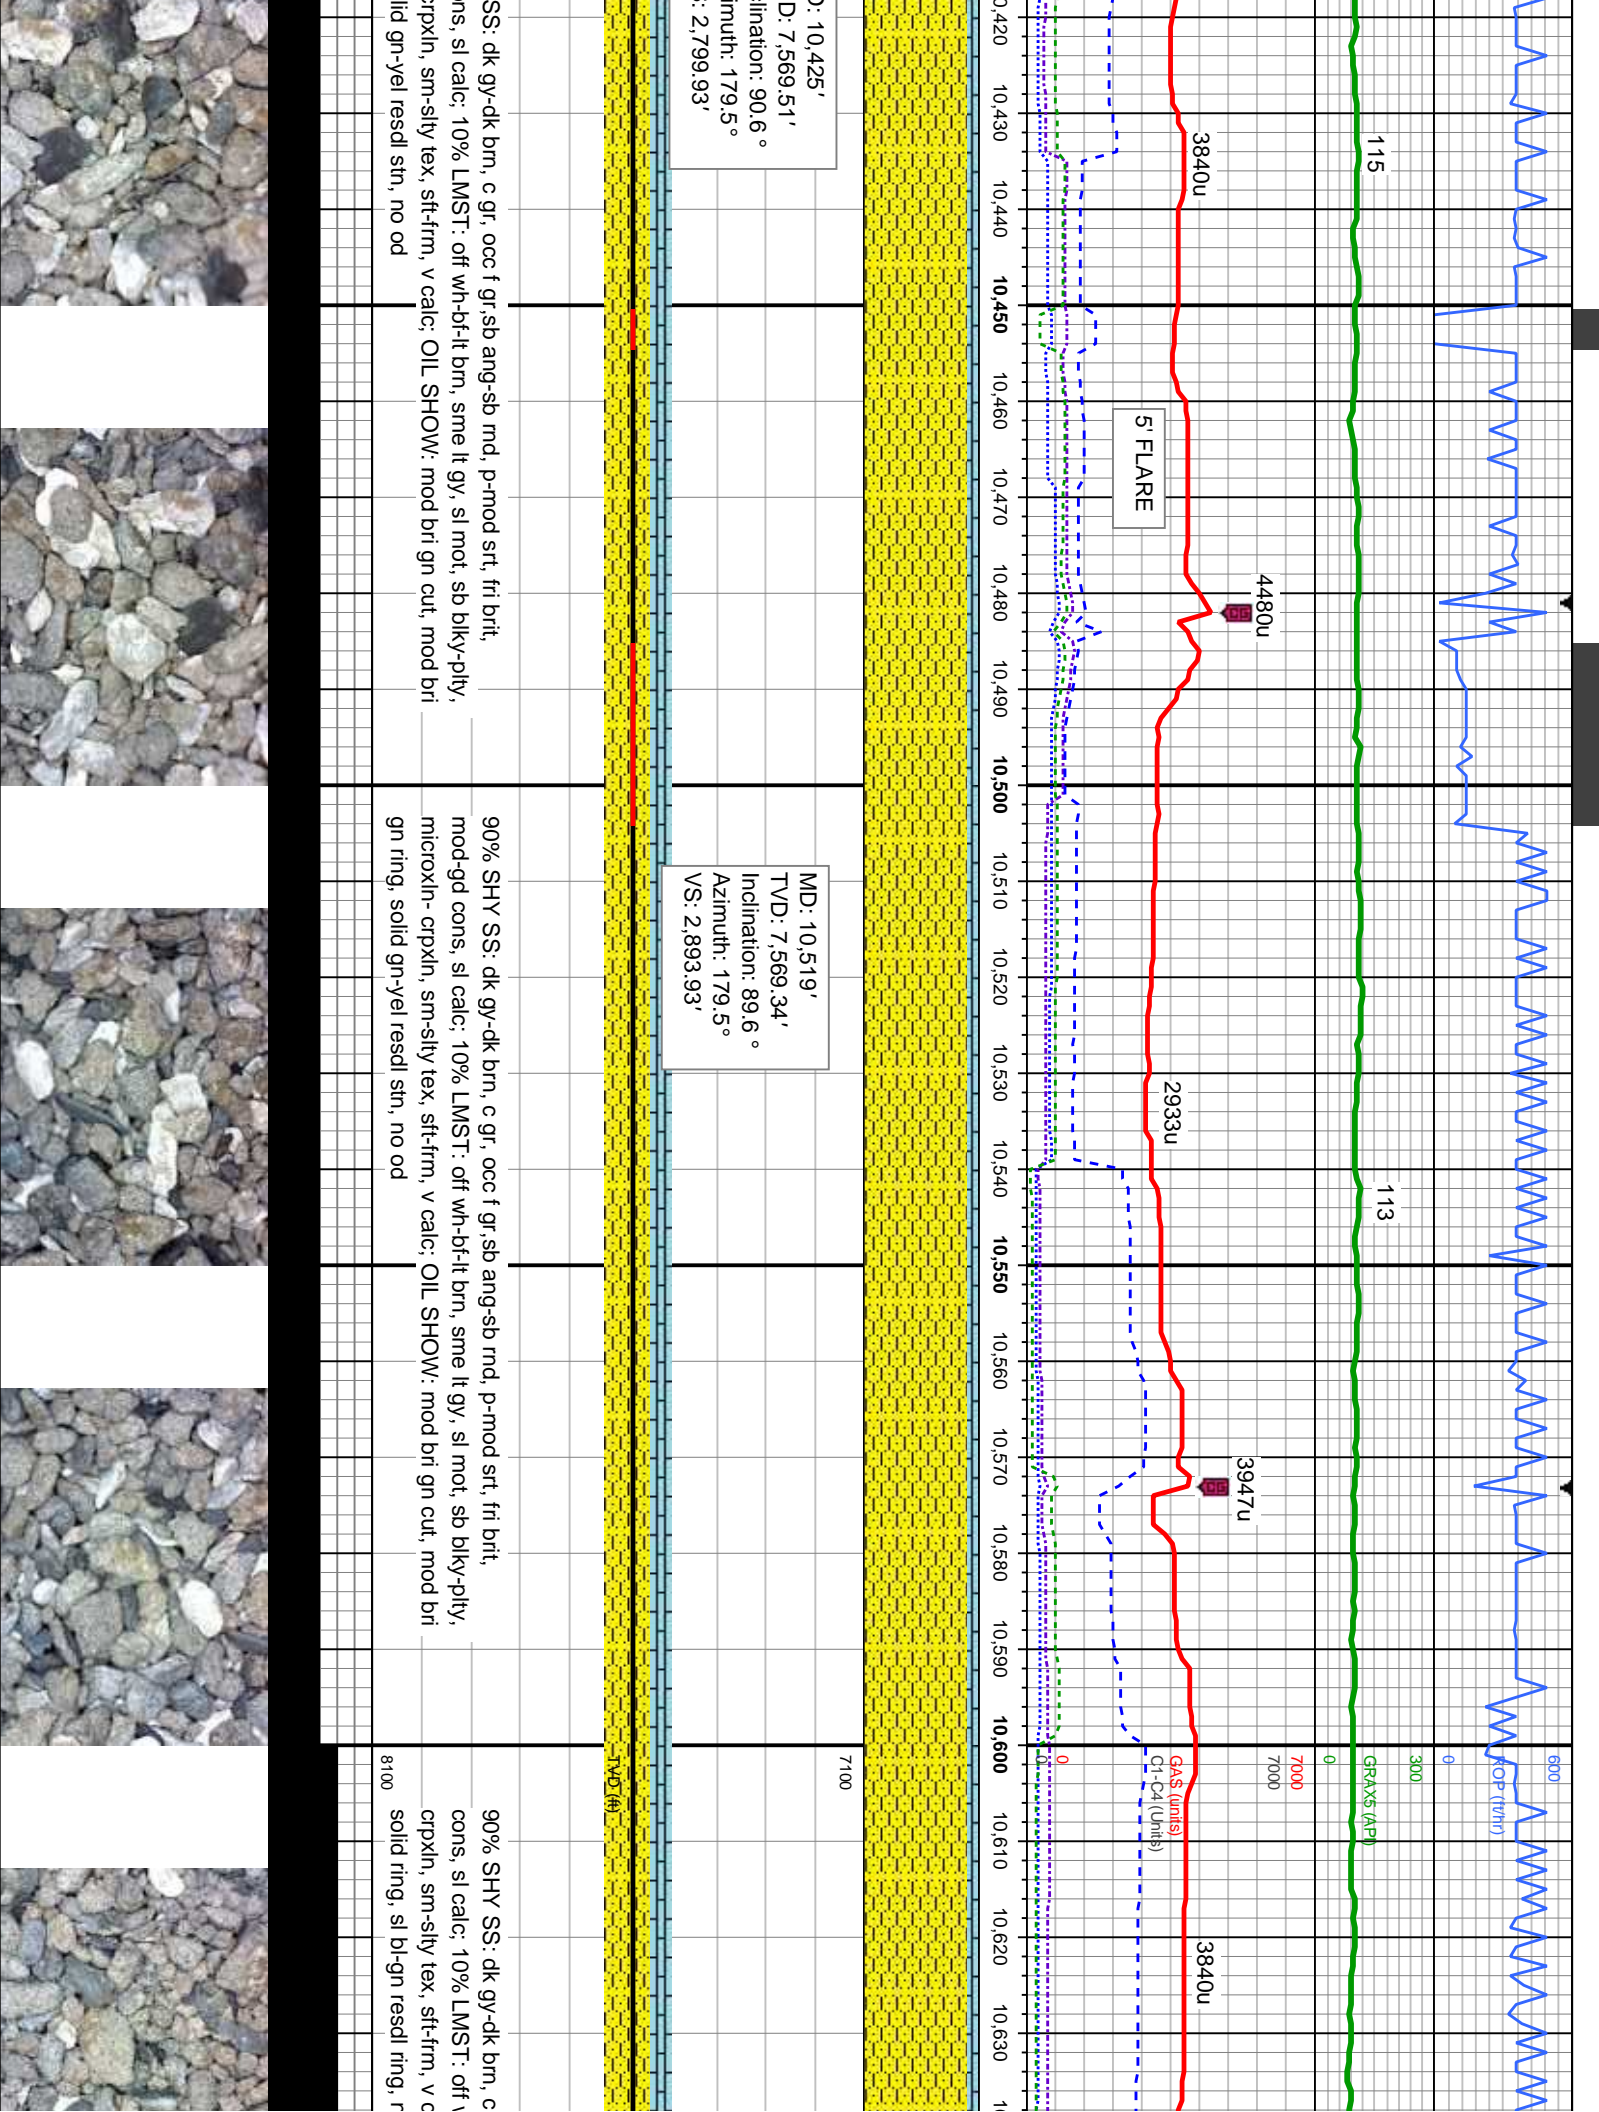 0,420
10,430
10,440
10,450
10,460
10,470
10,480
10,490
10,500
10,510
10,520
10,530
10,540
10,550
10,560
10,570
10,580
10,590
10,600
10,610
10,620
10,630
600
ROP (ft/hr)
0
300
GRAX5 (API)
0
7000
7000
GAS (units)
C1-C4 (Units)
0
0
115
113
3840u
4480u
5' FLARE
2933u
3947u
3840u
D: 10,425'
D: 7,569.51'
clination: 90.6 °
imuth: 179.5°
S: 2,799.93'
MD: 10,519'
TVD: 7,569.34'
Inclination: 89.6 °
Azimuth: 179.5°
VS: 2,893.93'
7100
TVD (ft)
8100
SS: dk gy-dk brn, c gr, occ f gr,sb ang-sb rnd, p-mod srt, fri brit,
ons, sl calc; 10% LMST: off wh-bf-lt brn, sme lt gy, sl mot, sb blky-plty,
crpxln, sm-slty tex, sft-frm, v calc; OIL SHOW: mod bri gn cut, mod bri
lid gn-yel resd stn, no od
90% SHY SS: dk gy-dk brn, c gr, occ f gr,sb ang-sb rnd, p-mod srt, fri brit,
mod-gd cons, sl calc; 10% LMST: off wh-bf-lt brn, sme lt gy, sl mot, sb blky-plty,
microxln- crpxln, sm-slty tex, sft-frm, v calc; OIL SHOW: mod bri gn cut, mod bri
gn ring, solid gn-yel resdl stn, no od
90% SHY SS: dk gy-dk brn, c
cons, sl calc; 10% LMST: off
crpxln, sm-slty tex, sft-frm, v c
solid ring, sl bl-gn resdl ring,